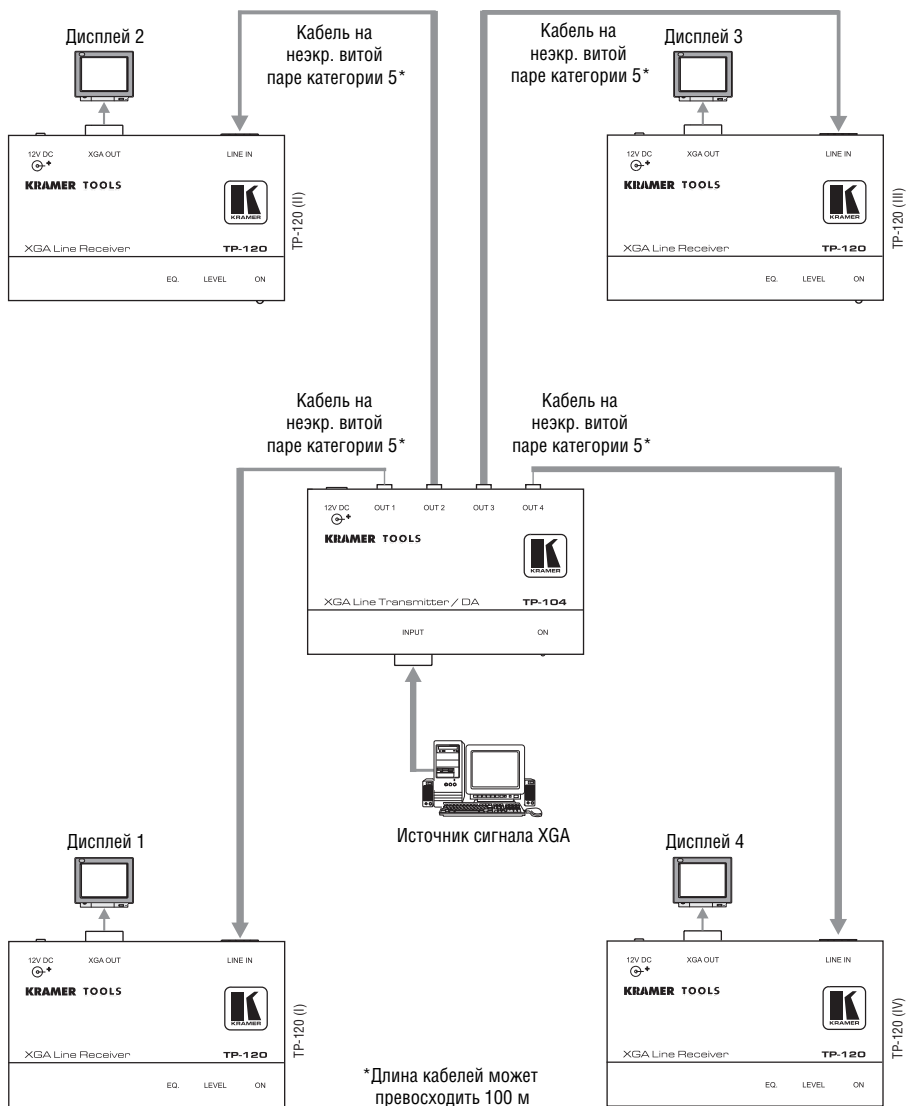 Дисплей 2
Кабель на
неэкр. витой
паре категории 5*
Кабель на
неэкр. витой
паре категории 5*
Дисплей 3
12V DC
XGA OUT
LINE IN
KRAMER TOOLS
KRAMER
XGA Line Receiver
TP-120
EQ.
LEVEL
ON
TP-120 (II)
12V DC
XGA OUT
LINE IN
KRAMER TOOLS
KRAMER
XGA Line Receiver
TP-120
EQ.
LEVEL
ON
TP-120 (III)
Кабель на
неэкр. витой
паре категории 5*
Кабель на
неэкр. витой
паре категории 5*
12V DC
OUT 1
OUT 2
OUT 3
OUT 4
KRAMER TOOLS
KRAMER
XGA Line Transmitter / DA
TP-104
INPUT
ON
Источник сигнала XGA
Дисплей 1
Дисплей 4
12V DC
XGA OUT
LINE IN
KRAMER TOOLS
KRAMER
XGA Line Receiver
TP-120
EQ.
LEVEL
ON
TP-120 (I)
12V DC
XGA OUT
LINE IN
KRAMER TOOLS
KRAMER
XGA Line Receiver
TP-120
EQ.
LEVEL
ON
TP-120 (IV)
*Длина кабелей может
превосходить 100 м